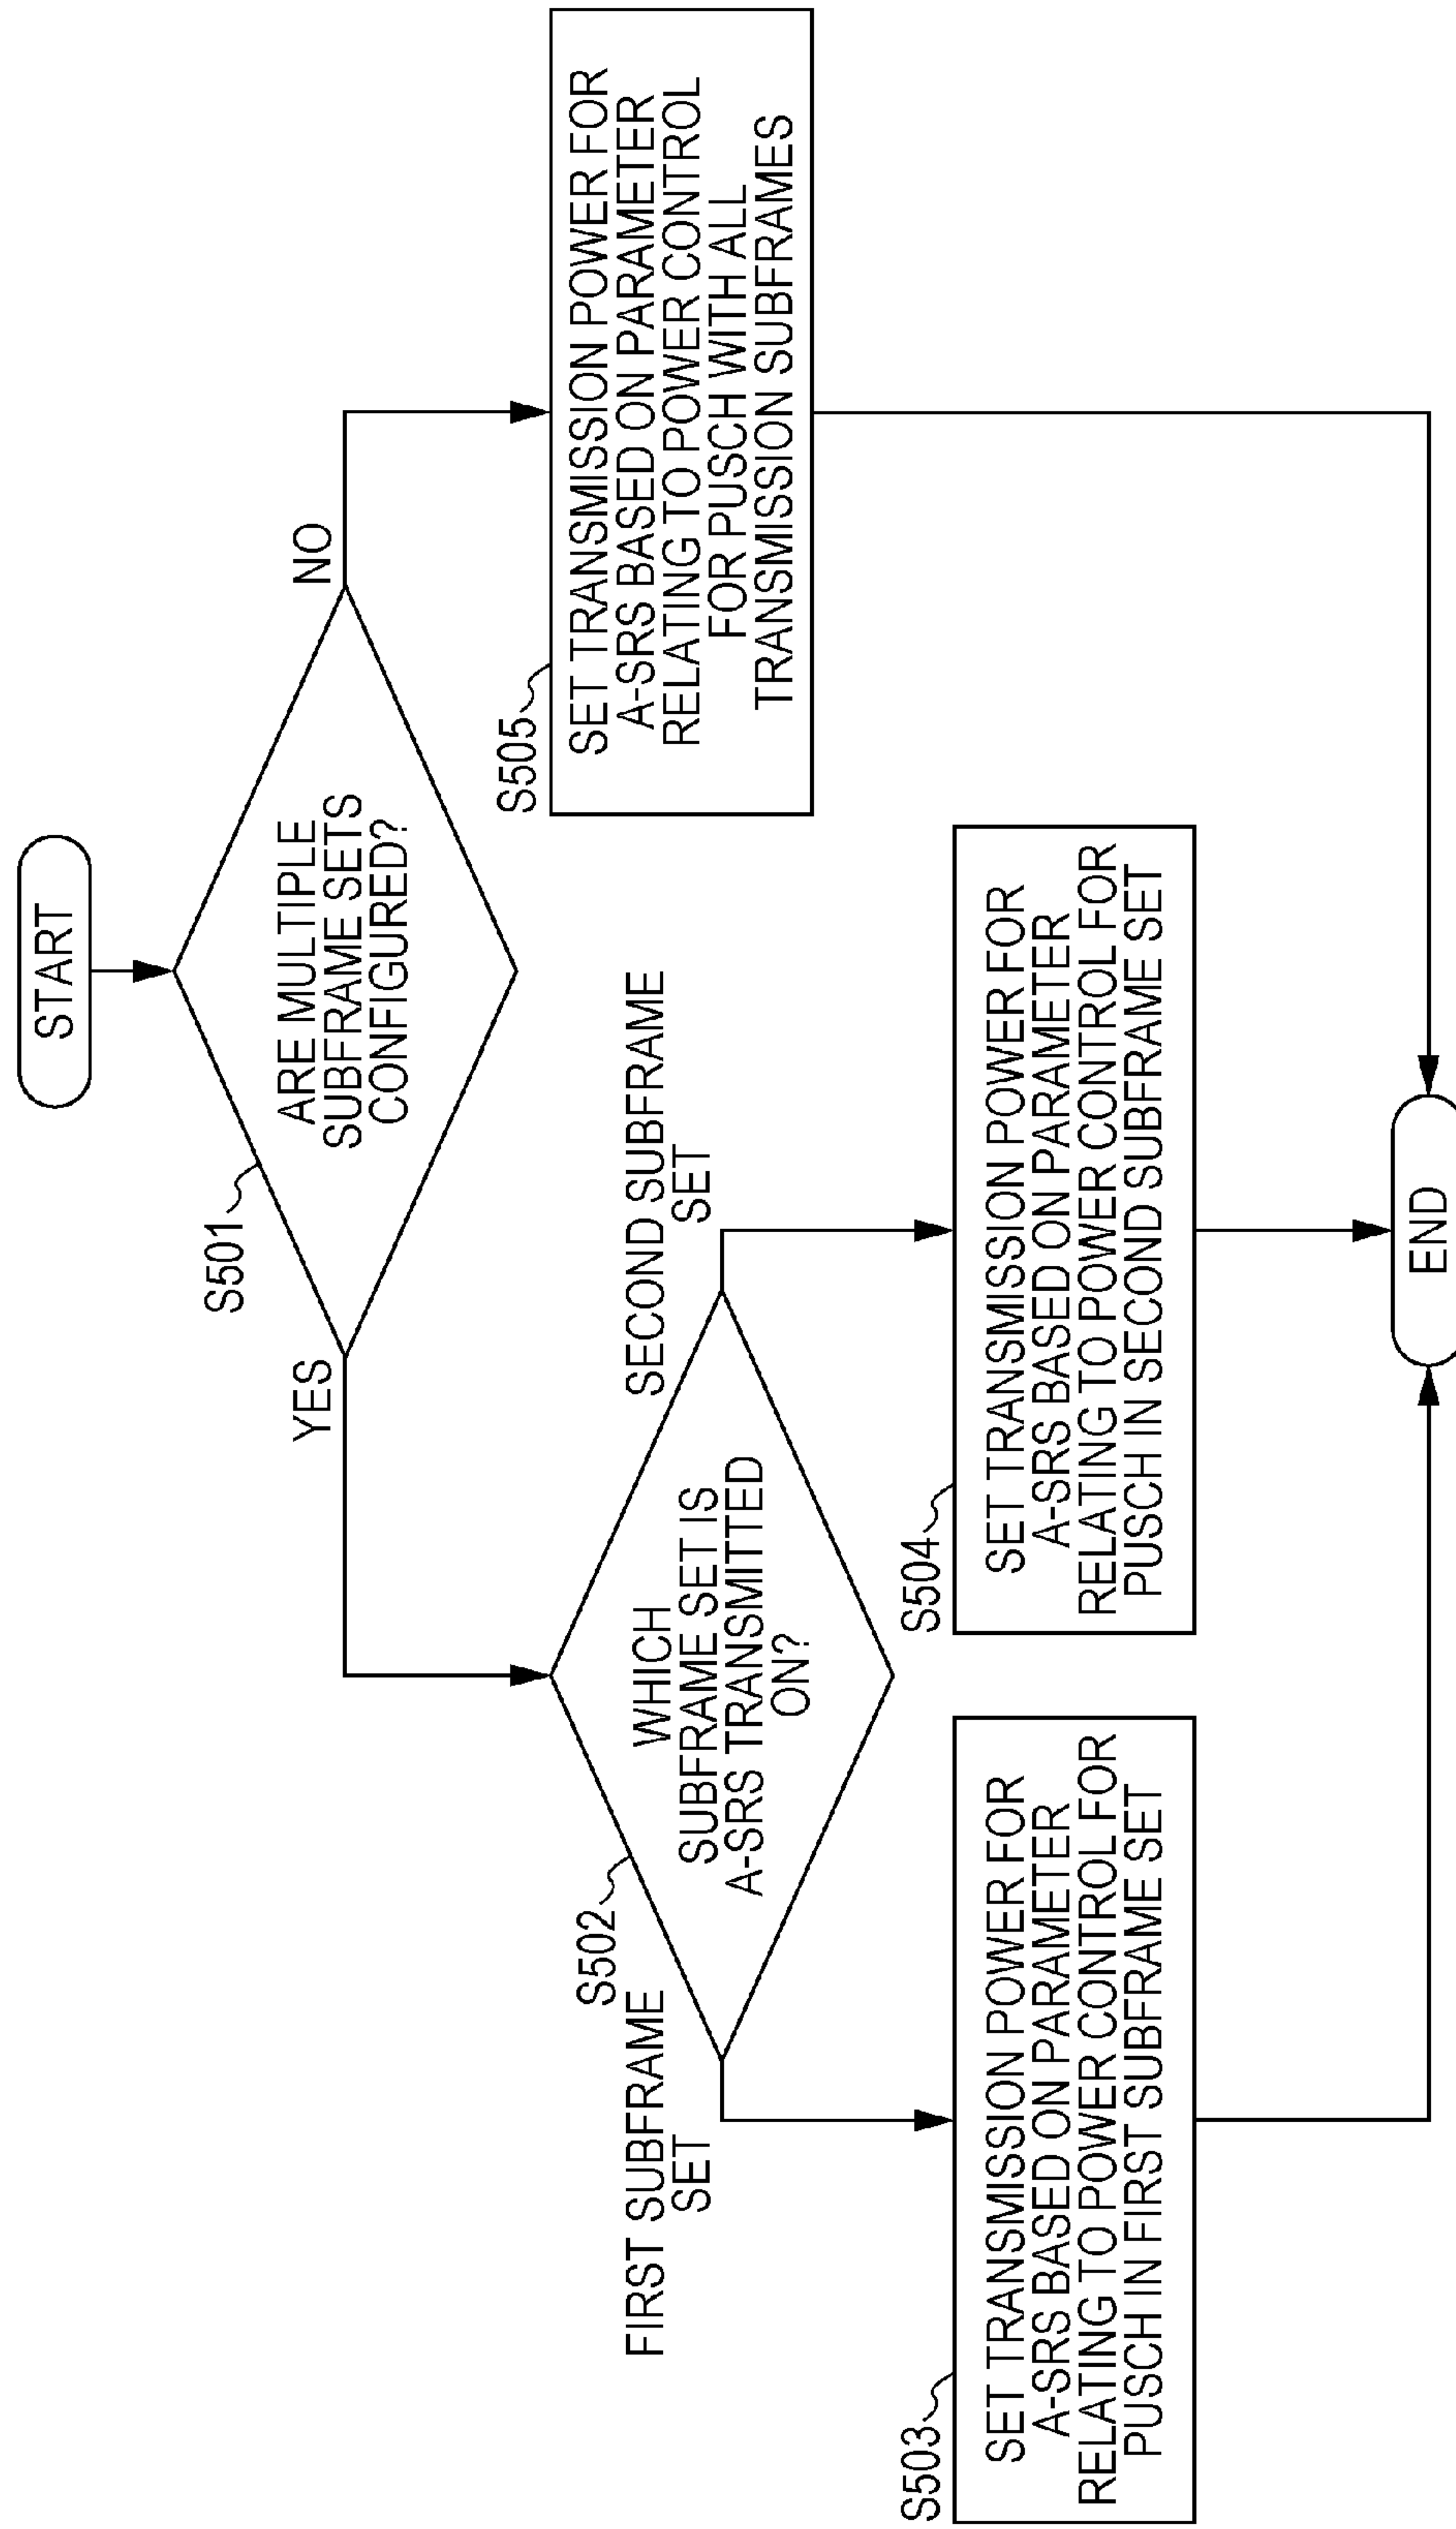 START
S501
ARE MULTIPLE
SUBFRAME SETS
CONFIGURED?
YES
NO
S502
WHICH
SUBFRAME SET IS
A-SRS TRANSMITTED
ON?
FIRST SUBFRAME
SET
SECOND SUBFRAME
SET
S505
SET TRANSMISSION POWER FOR
A-SRS BASED ON PARAMETER
RELATING TO POWER CONTROL
FOR PUSCH WITH ALL
TRANSMISSION SUBFRAMES
S503
SET TRANSMISSION POWER FOR
A-SRS BASED ON PARAMETER
RELATING TO POWER CONTROL FOR
PUSCH IN FIRST SUBFRAME SET
S504
SET TRANSMISSION POWER FOR
A-SRS BASED ON PARAMETER
RELATING TO POWER CONTROL FOR
PUSCH IN SECOND SUBFRAME SET
END